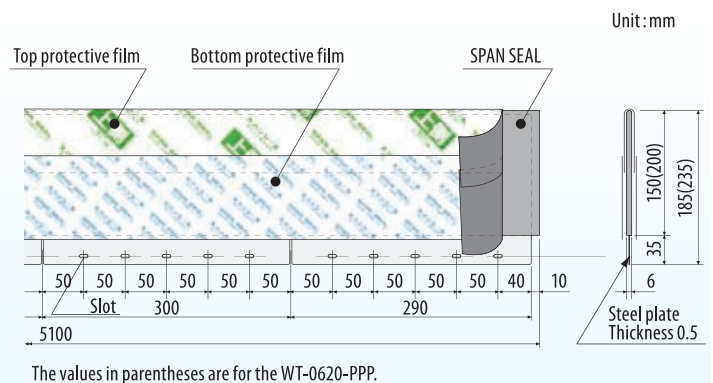 Unit : mm
Top protective film
Bottom protective film
SPAN SEAL
150(200)
185(235)
35
50 50 50 50 50 50 50 50 50 50 50 40 10
6
Slot
300
290
Steel plate
Thickness 0.5
5100
The values in parentheses are for the WT-0620-PPP.